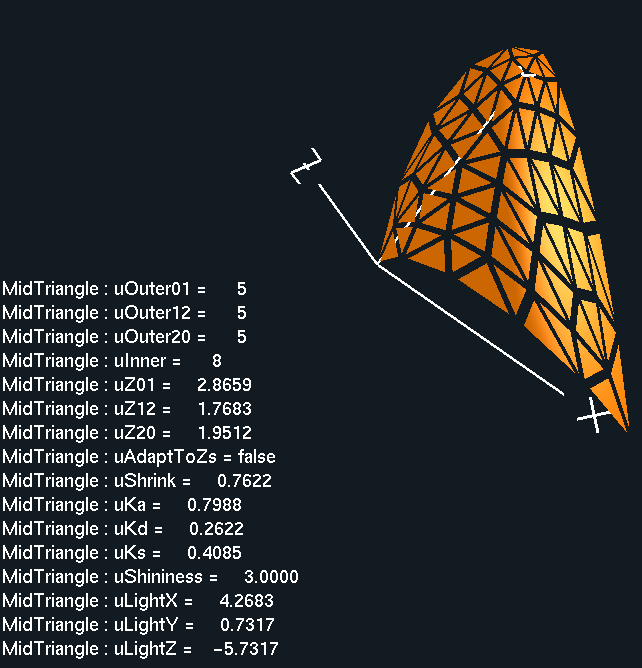 Z
MidTriangle : uOuter01 = 5
MidTriangle : uOuter12 = 5
MidTriangle : uOuter20 = 5
MidTriangle : uInner = 8
MidTriangle : uZ01 = 2.8659
MidTriangle : uZ12 = 1.7683
MidTriangle : uZ20 = 1.9512
X
MidTriangle : uAdaptToZs = false
MidTriangle : uShrink = 0.7622
MidTriangle : uKa = 0.7988
MidTriangle : uKd = 0.2622
MidTriangle : uKs = 0.4085
MidTriangle : uShininess = 3.0000
MidTriangle : uLightX = 4.2683
MidTriangle : uLightY = 0.7317
MidTriangle : uLightZ = −5.7317